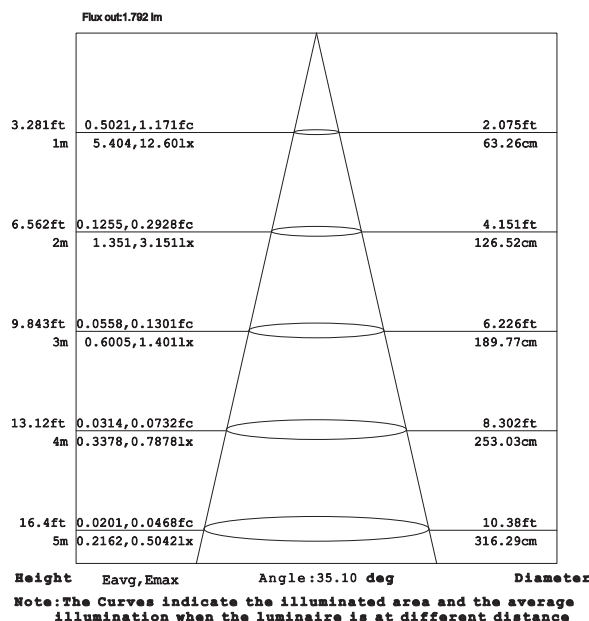 Flux out:1.792 lm
3.281ft 0.5021,1.171fc 2.075ft
1m 5.404,12.60lx 63.26cm
6.562ft 0.1255,0.2928fc 4.151ft
2m 1.351,3.151lx 126.52cm
9.843ft 0.0558,0.1301fc 6.226ft
3m 0.6005,1.401lx 189.77cm
13.12ft 0.0314,0.0732fc 8.302ft
4m 0.3378,0.7878lx 253.03cm
16.4ft 0.0201,0.0468fc 10.38ft
5m 0.2162,0.5042lx 316.29cm
Height Eavg,Emax Angle:35.10 deg Diameter
Note:The Curves indicate the illuminated area and the average
illumination when the luminaire is at different distance